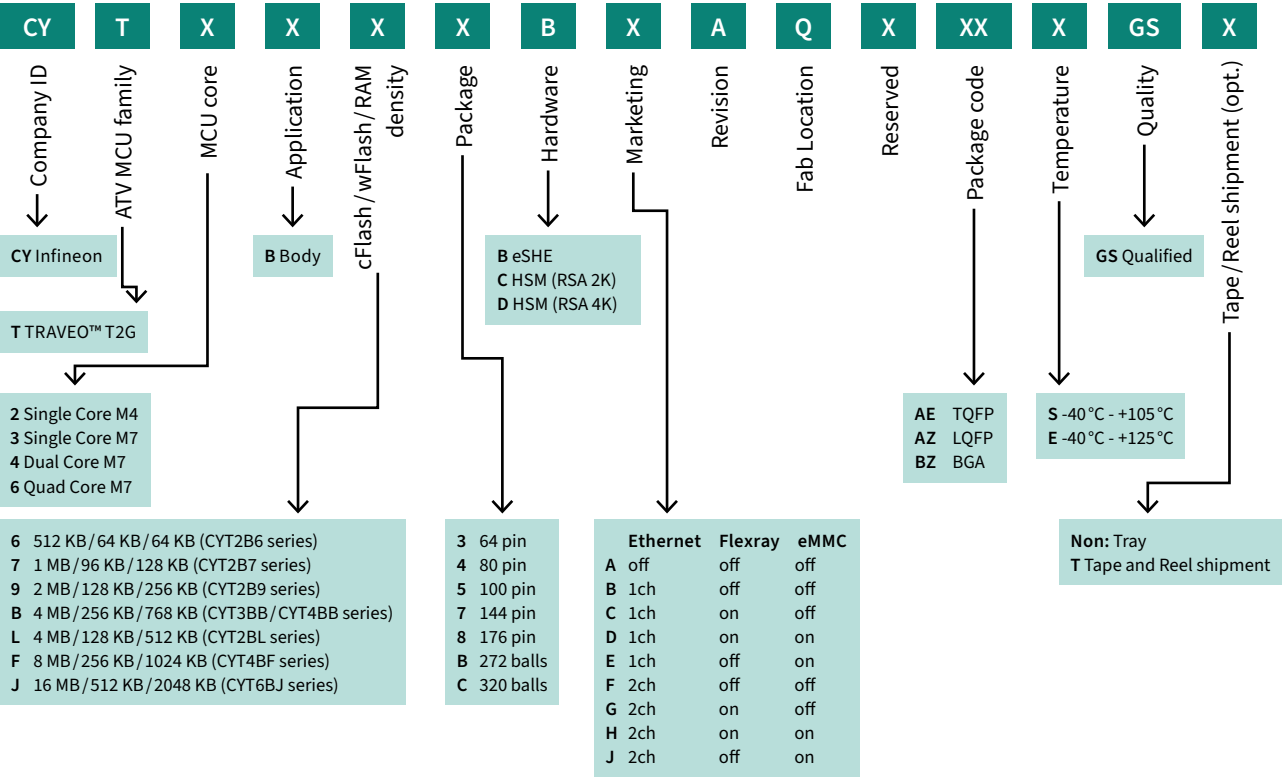 CY T X X X X B X A Q X XX X GS X
Company ID
ATV MCU family
MCU core
Application
cFlash/wFlash/RAM
density
Package
Hardware
Marketing
Revision
Fab Location
Reserved
Package code
Temperature
Quality
Tape/Reel shipment (opt.)
CY Infineon
T TRAVEO™ T2G
2 Single Core M4
3 Single Core M7
4 Dual Core M7
6 Quad Core M7
B Body
6 512 KB/64 KB/64 KB (CYT2B6 series)
7 1 MB/96 KB/128 KB (CYT2B7 series)
9 2 MB/128 KB/256 KB (CYT2B9 series)
B 4 MB/256 KB/768 KB (CYT3BB/CYT4BB series)
L 4 MB/128 KB/512 KB (CYT2BL series)
F 8 MB/256 KB/1024 KB (CYT4BF series)
J 16 MB/512 KB/2048 KB (CYT6BJ series)
3 64 pin
4 80 pin
5 100 pin
7 144 pin
8 176 pin
B 272 balls
C 320 balls
B eSHE
C HSM (RSA 2K)
D HSM (RSA 4K)
Ethernet Flexray eMMC
A off off off
B 1ch off off
C 1ch on off
D 1ch on on
E 1ch off on
F 2ch off off
G 2ch on off
H 2ch on on
J 2ch off on
AE TQFP
AZ LQFP
BZ BGA
S -40°C - +105°C
E -40°C - +125°C
GS Qualified
Non: Tray
T Tape and Reel shipment